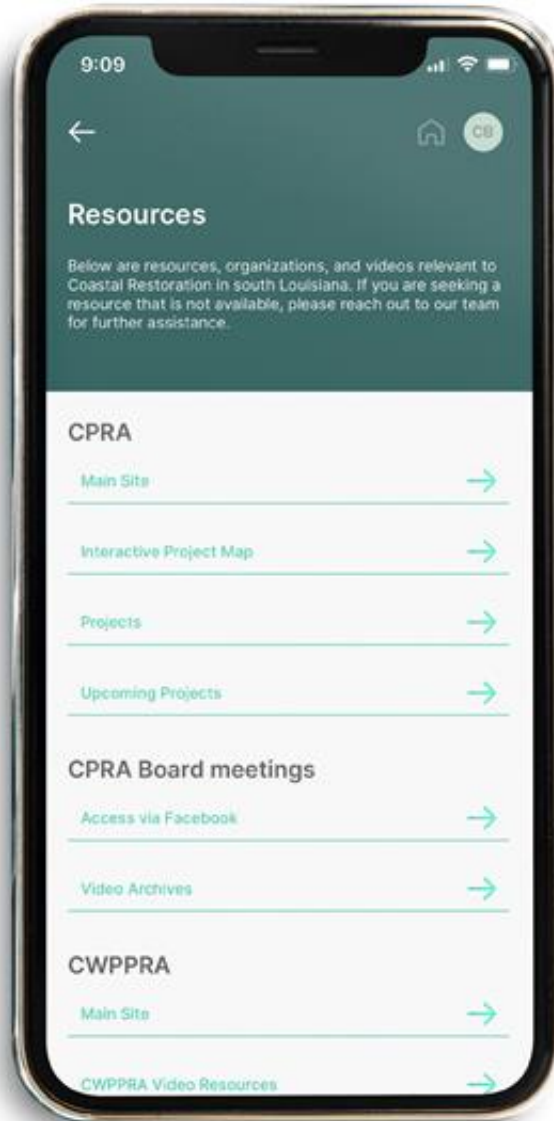 9:09
CB
Resources
Below are resources, organizations, and videos relevant to
Coastal Restoration in south Louisiana. If you are seeking a
resource that is not available, please reach out to our team
for further assistance.
CPRA
Main Site
Interactive Project Map
Projects
Upcoming Projects
CPRA Board meetings
Access via Facebook
Video Archives
CWPPRA
Main Site
CWPPRA Video Resources